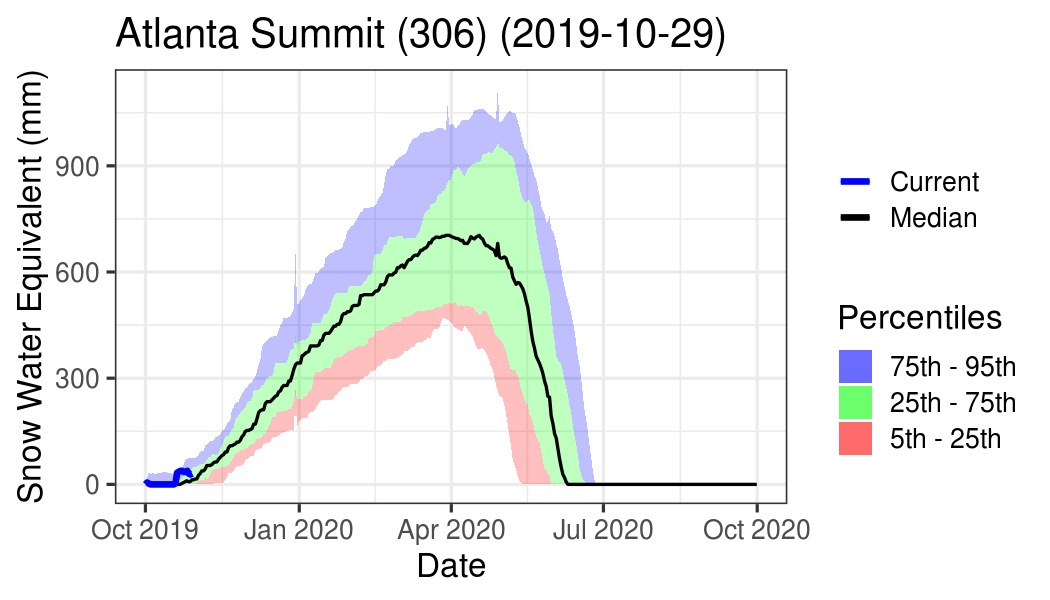 Atlanta Summit (306) (2019-10-29)
Snow Water Equivalent (mm)
900
600
300
0
Oct 2019
Jan 2020
Apr 2020
Jul 2020
Oct 2020
Date
Current
Median
Percentiles
75th - 95th
25th - 75th
5th - 25th